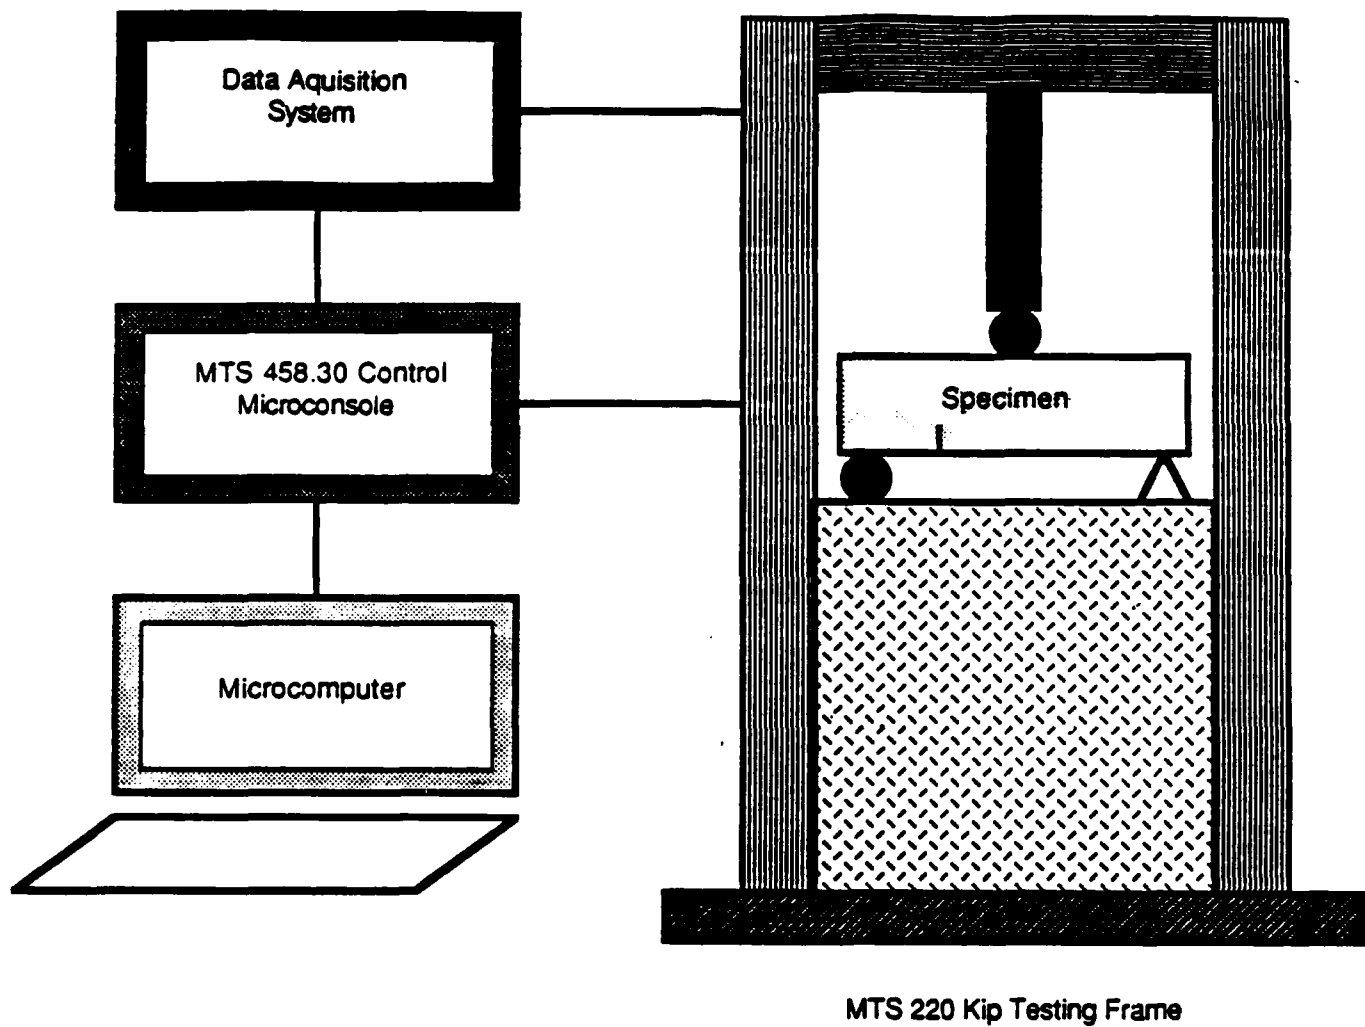 Data Aquisition
System
MTS 458.30 Control
Microconsole
Specimen
Microcomputer
MTS 220 Kip Testing Frame